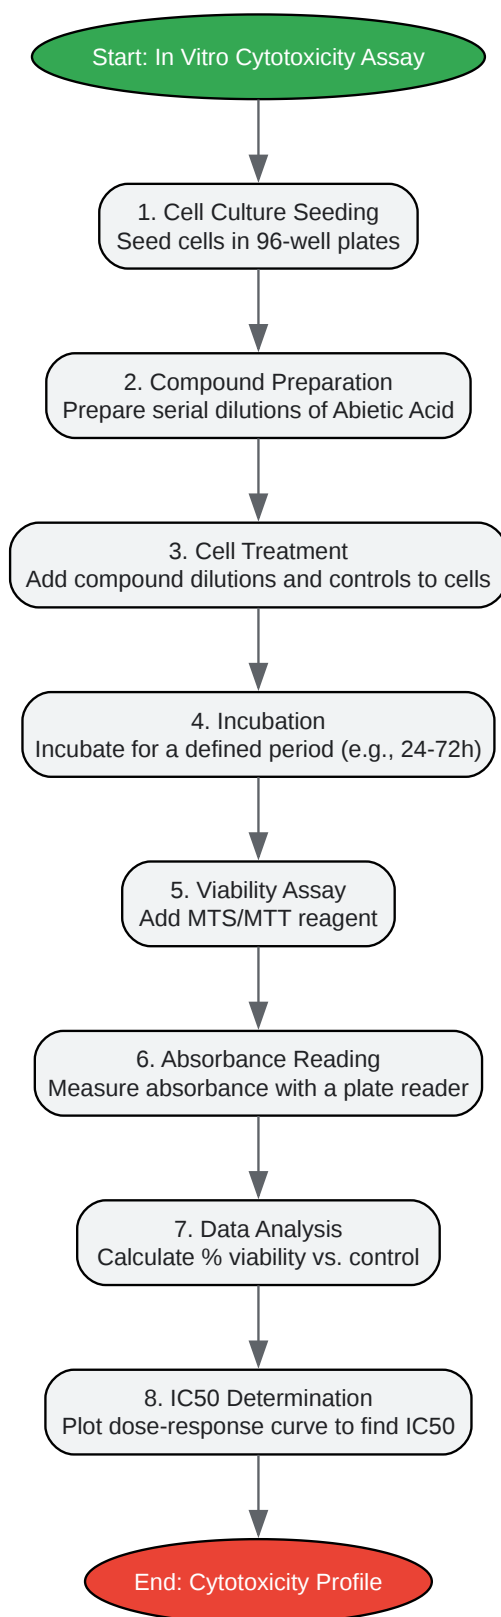 Start: In Vitro Cytotoxicity Assay
1. Cell Culture Seeding
Seed cells in 96-well plates
2. Compound Preparation
Prepare serial dilutions of Abietic Acid
3. Cell Treatment
Add compound dilutions and controls to cells
4. Incubation
Incubate for a defined period (e.g., 24-72h)
5. Viability Assay
Add MTS/MTT reagent
6. Absorbance Reading
Measure absorbance with a plate reader
7. Data Analysis
Calculate % viability vs. control
8. IC50 Determination
Plot dose-response curve to find IC50
End: Cytotoxicity Profile